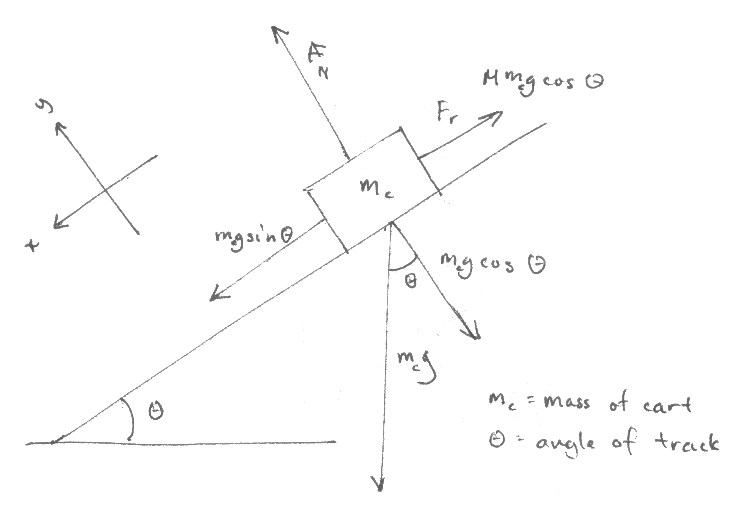 y
F_N
M m_c g cos Θ
F_r
m_c
x
m_c g sin Θ
m_c g cos Θ
Θ
m_c g
Θ
m_c = mass of cart
Θ = angle of track